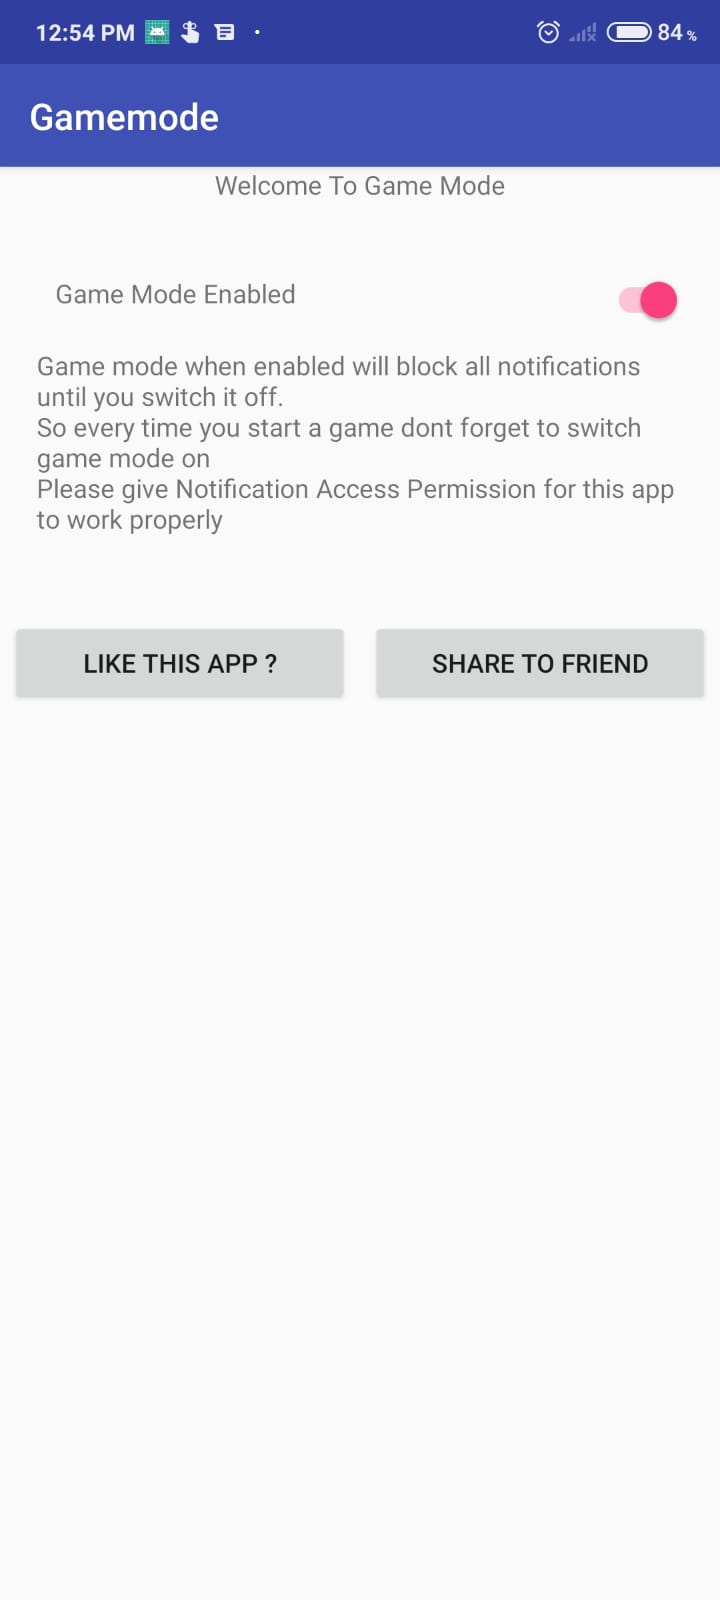 12:54 PM 84 %
Gamemode
Welcome To Game Mode
Game Mode Enabled
Game mode when enabled will block all notifications
until you switch it off.
So every time you start a game dont forget to switch
game mode on
Please give Notification Access Permission for this app
to work properly
LIKE THIS APP ? SHARE TO FRIEND